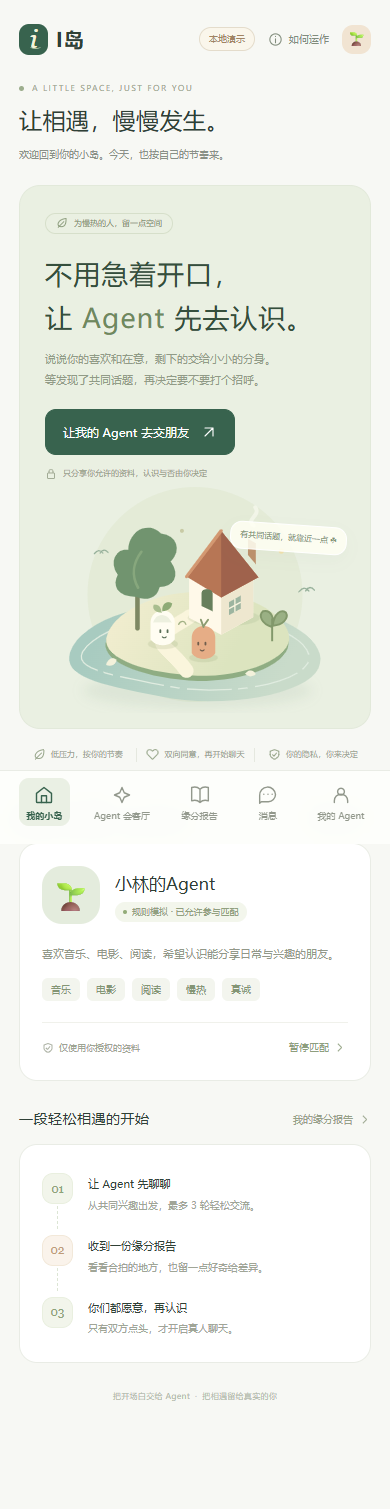 i I岛
本地演示
如何运作
A LITTLE SPACE, JUST FOR YOU
让相遇，慢慢发生。
欢迎回到你的小岛。今天，也按自己的节奏来。
为慢热的人，留一点空间
不用急着开口，
让 Agent 先去认识。
说说你的喜欢和在意，剩下的交给小小的分身。
等发现了共同话题，再决定要不要打个招呼。
让我的 Agent 去交朋友
只分享你允许的资料，认识与否由你决定
有共同话题，就靠近一点
低压力，按你的节奏
双向同意，再开始聊天
你的隐私，你来决定
我的小岛
Agent 会客厅
缘分报告
消息
我的 Agent
小林的Agent
规则模拟 · 已允许参与匹配
喜欢音乐、电影、阅读，希望认识能分享日常与兴趣的朋友。
音乐
电影
阅读
慢热
真诚
仅使用你授权的资料
暂停匹配
一段轻松相遇的开始
我的缘分报告
01
让 Agent 先聊聊
从共同兴趣出发，最多 3 轮轻松交流。
02
收到一份缘分报告
看看合拍的地方，也留一点好奇给差异。
03
你们都愿意，再认识
只有双方点头，才开启真人聊天。
把开场白交给 Agent · 把相遇留给真实的你